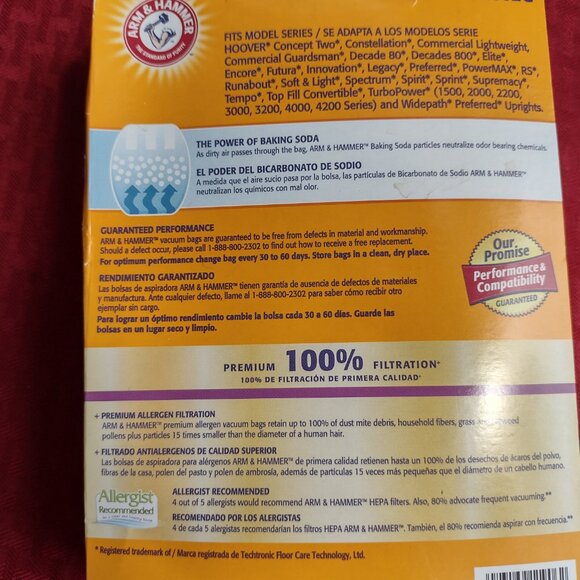 ARM & HAMMER
THE STANDARD OF PURITY
FITS MODEL SERIES / SE ADAPTA A LOS MODELOS SERIE
HOOVER* Concept Two*, Constellation*, Commercial Lightweight,
Commercial Guardsman*, Decade 80*, Decades 800*, Elite*,
Encore*, Futura*, Innovation*, Legacy*, Preferred*, PowerMAX*, RS*,
Runabout*, Soft & Light*, Spectrum*, Spirit*, Sprint*, Supremacy*,
Tempo*, Top Fill Convertible*, TurboPower* (1500, 2000, 2200,
3000, 3200, 4000, 4200 Series) and Widepath* Preferred* Uprights.
THE POWER OF BAKING SODA
As dirty air passes through the bag, ARM & HAMMER™ Baking Soda particles neutralize odor bearing chemicals.
EL PODER DEL BICARBONATO DE SODIO
A medida que el aire sucio pasa por la bolsa, las partículas de Bicarbonato de Sodio ARM & HAMMER™
neutralizan los químicos con mal olor.
GUARANTEED PERFORMANCE
ARM & HAMMER™ vacuum bags are guaranteed to be free from defects in material and workmanship.
Should a defect occur, please call 1-888-800-2302 to find out how to receive a free replacement.
For optimum performance change bag every 30 to 60 days. Store bags in a clean, dry place.
RENDIMIENTO GARANTIZADO
Las bolsas de aspiradora ARM & HAMMER™ tienen garantía de ausencia de defectos de materiales
y manufactura. Ante cualquier defecto, llame al 1-888-800-2302 para saber cómo recibir otro
ejemplar sin cargo.
Para lograr un óptimo rendimiento cambie la bolsa cada 30 a 60 días. Guarde las
bolsas en un lugar seco y limpio.
Our
Promise
Performance &
Compatibility
GUARANTEED
PREMIUM 100% FILTRATION+
100% DE FILTRACIÓN DE PRIMERA CALIDAD+
+ PREMIUM ALLERGEN FILTRATION
ARM & HAMMER™ premium allergen vacuum bags retain up to 100% of dust mite debris, household fibers, grass
pollens plus particles 15 times smaller than the diameter of a human hair.
+ FILTRADO ANTIALERGENOS DE CALIDAD SUPERIOR
Las bolsas de aspiradora para alérgenos ARM & HAMMER™ de primera calidad retienen hasta un 100% de los desechos de ácaros del polvo,
fibras de la casa, polen del pasto y polen de ambrosía, además de partículas 15 veces más pequeñas que el diámetro de un cabello humano.
Allergist
Recommended
ALLERGIST RECOMMENDED
4 out of 5 allergists would recommend ARM & HAMMER™ HEPA filters. Also, 80% advocate frequent vacuuming.**
RECOMENDADO POR LOS ALERGISTAS
4 de cada 5 alergistas recomendarían los filtros HEPA ARM & HAMMER™. También, el 80% recomienda aspirar con frecuencia.**
* Registered trademark of / Marca registrada de Techtronic Floor Care Technology, Ltd.